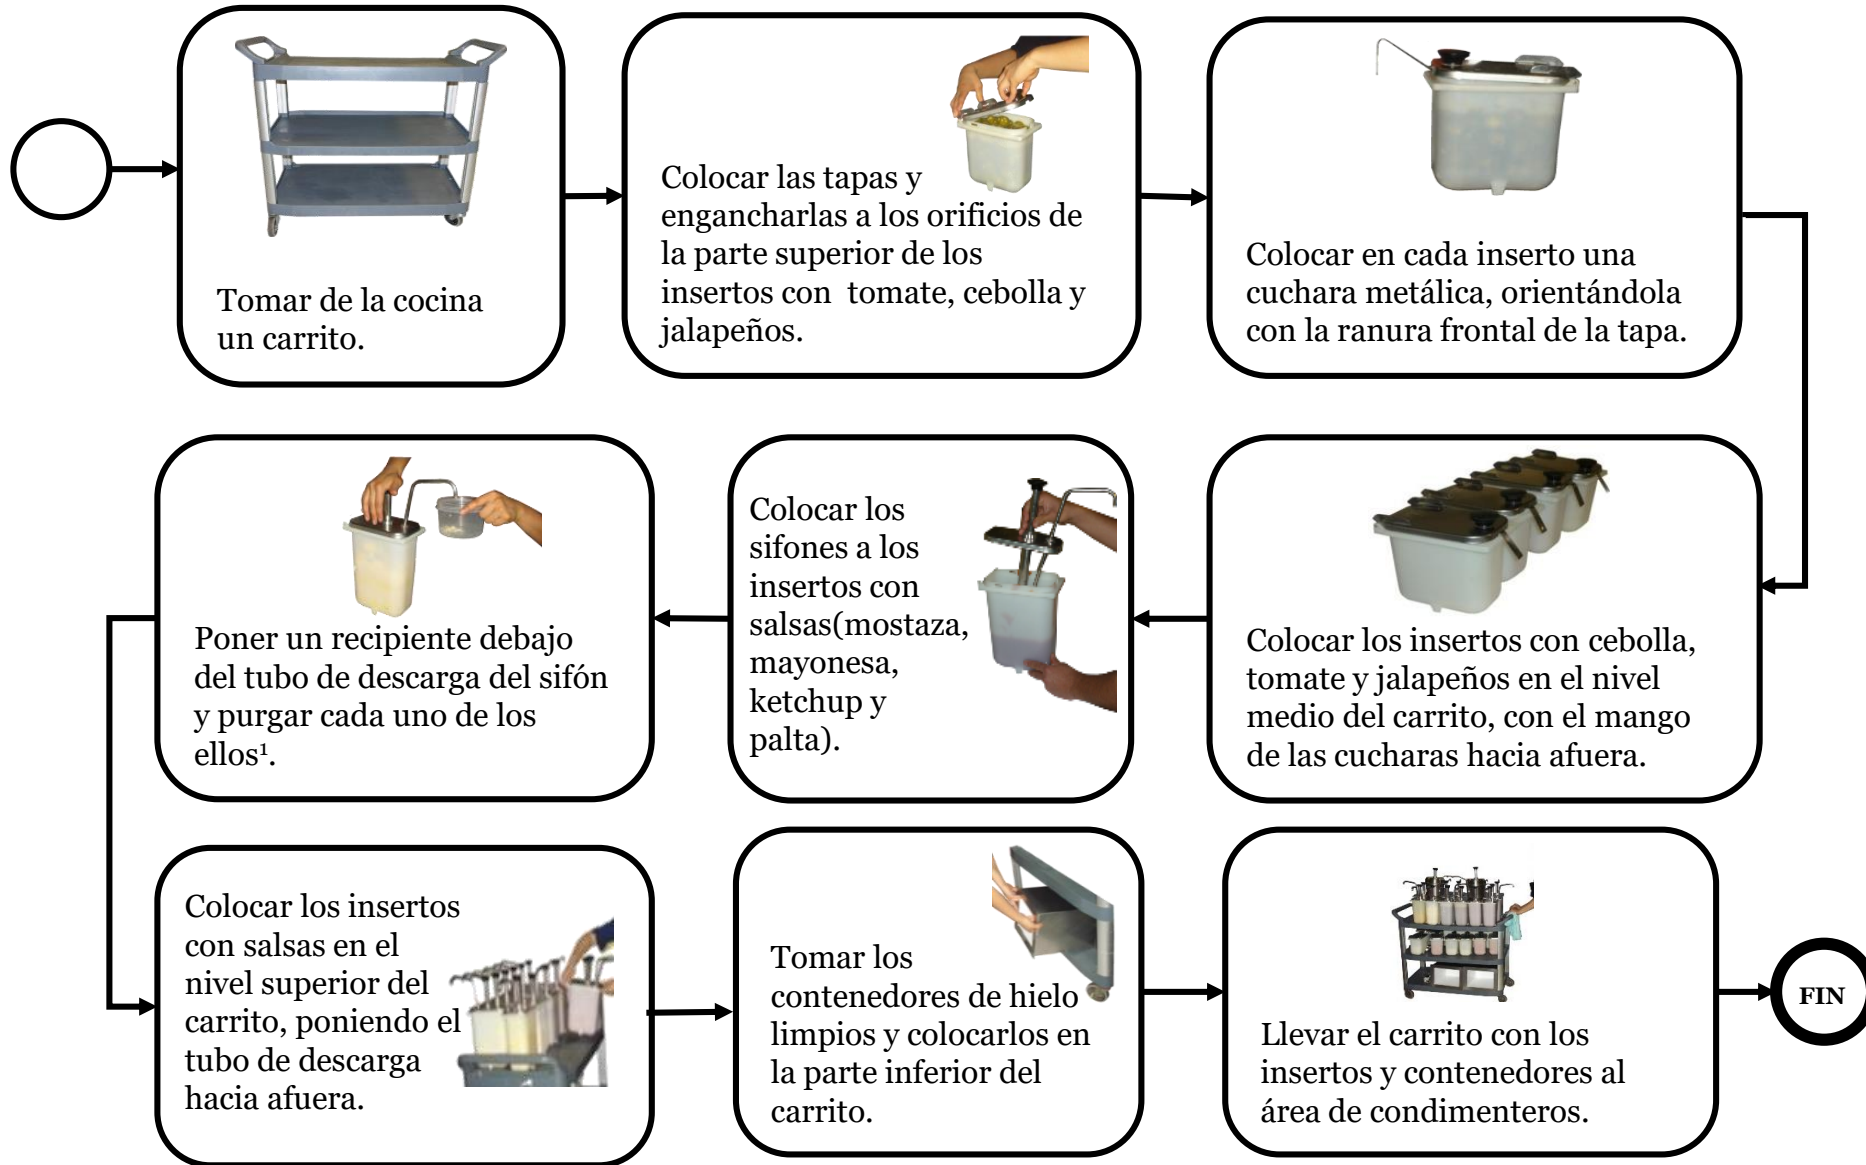 Tomar de la cocina
un carrito.
Colocar las tapas y
engancharlas a los orificios de
la parte superior de los
insertos con tomate, cebolla y
jalapeños.
Colocar en cada inserto una
cuchara metálica, orientándola
con la ranura frontal de la tapa.
Colocar los insertos con cebolla,
tomate y jalapeños en el nivel
medio del carrito, con el mango
de las cucharas hacia afuera.
Colocar los
sifones a los
insertos con
salsas(mostaza,
mayonesa,
ketchup y
palta).
Poner un recipiente debajo
del tubo de descarga del sifón
y purgar cada uno de los
ellos¹.
Colocar los insertos
con salsas en el
nivel superior del
carrito, poniendo el
tubo de descarga
hacia afuera.
Tomar los
contenedores de hielo
limpios y colocarlos en
la parte inferior del
carrito.
Llevar el carrito con los
insertos y contenedores al
área de condimenteros.
FIN